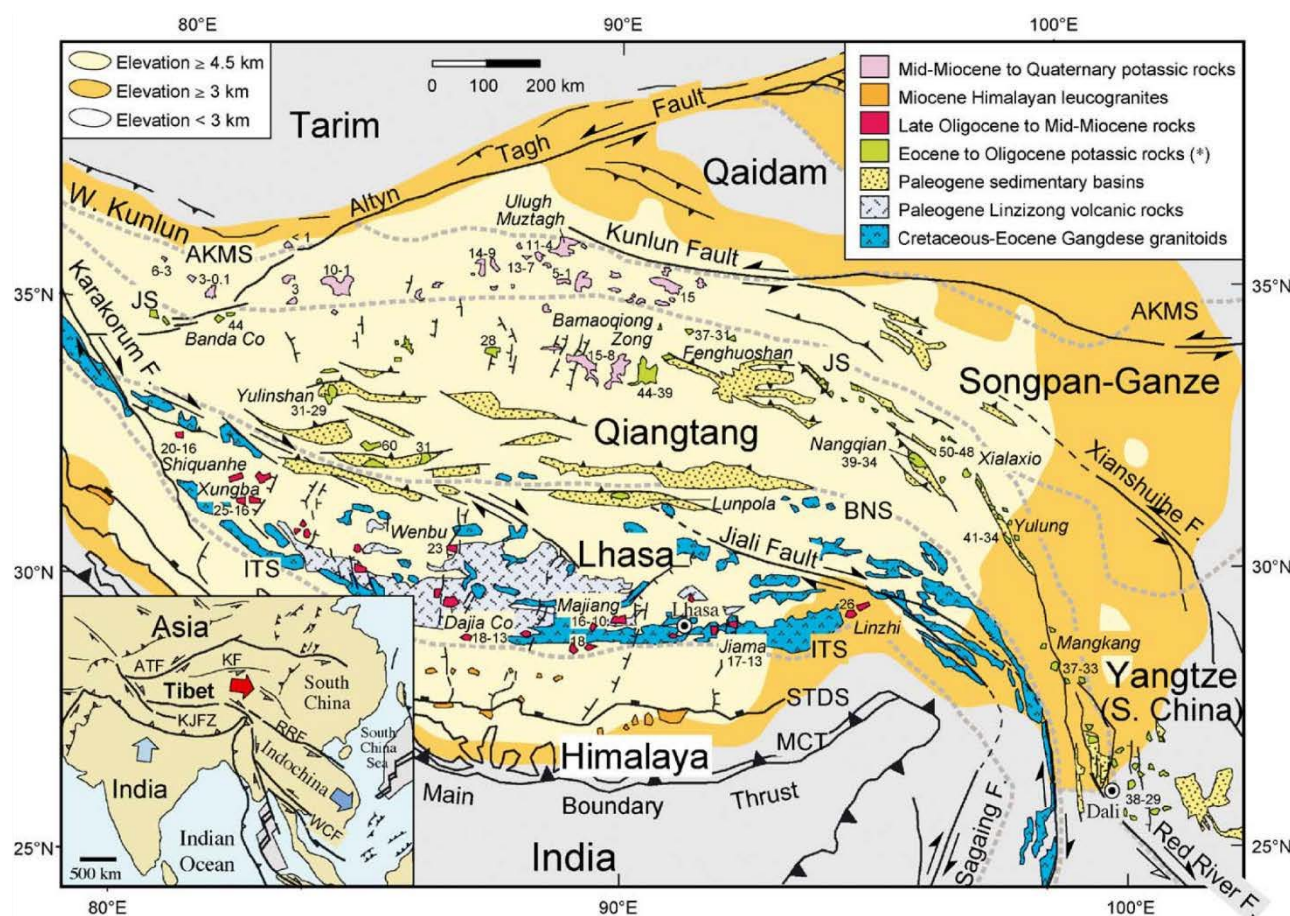 80°E
90°E
100°E
Elevation ≥ 4.5 km
Elevation ≥ 3 km
Elevation < 3 km
0
100
200 km
Mid-Miocene to Quaternary potassic rocks
Miocene Himalayan leucogranites
Late Oligocene to Mid-Miocene rocks
Eocene to Oligocene potassic rocks (*)
Paleogene sedimentary basins
Paleogene Linzizong volcanic rocks
Cretaceous-Eocene Gangdese granitoids
Tarim
Altyn Tagh Fault
Qaidam
W. Kunlun
AKMS
< 1
Ulugh
Muztagh
Kunlun Fault
6-3
3-0.1
3
10-1
14-9
11-4
13-7
5-1
15
35°N
35°N
JS
44
Banda Co
Karakorum F.
Bamaoqiong
Zong
28
15-8
37-31
Fenghuoshan
44-39
JS
AKMS
Songpan-Ganze
Yulinshan
31-29
Qiangtang
60
31
Nangqian
39-34
50-48
Xialaxio
Xianshuihe F.
20-16
Shiquanhe
Xungba
25-16
Lunpola
BNS
Yulung
41-34
Wenbu
23
Lhasa
Jiali Fault
30°N
30°N
ITS
Dajia Co
18-13
Majiang
16-10
18
Lhasa
Jiama
17-13
26
Linzhi
ITS
Mangkang
37-33
Yangtze
(S. China)
STDS
MCT
Himalaya
Main Boundary Thrust
India
Sagaing F.
Dali
38-29
Red River F.
25°N
25°N
Asia
ATF
KF
Tibet
South
China
KJFZ
RRF
South
China
Sea
India
Indochina
WCF
Indian
Ocean
500 km
80°E
90°E
100°E